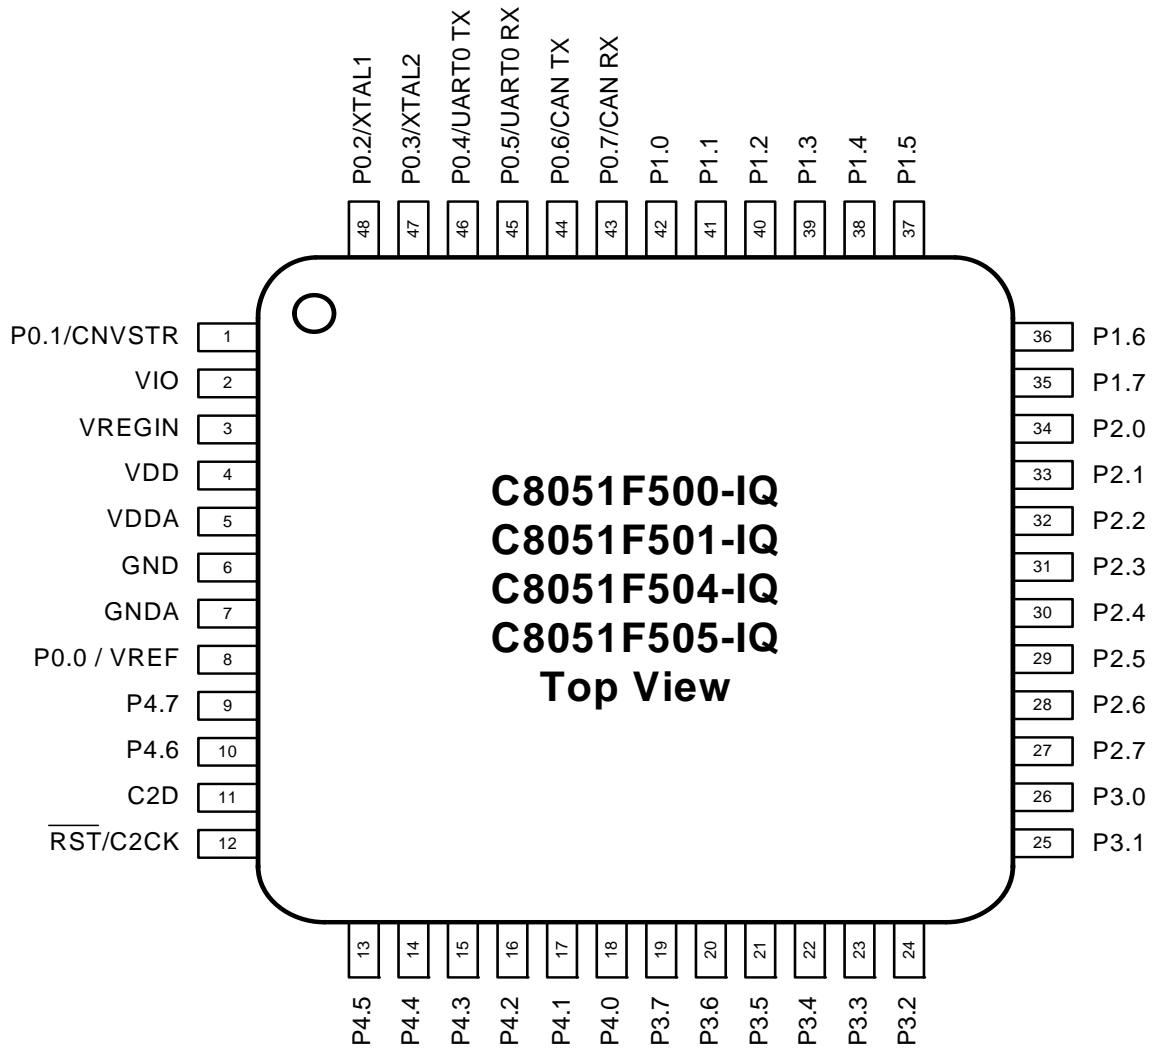 P0.2/XTAL1
P0.3/XTAL2
P0.4/UART0 TX
P0.5/UART0 RX
P0.6/CAN TX
P0.7/CAN RX
P1.0
P1.1
P1.2
P1.3
P1.4
P1.5
48
47
46
45
44
43
42
41
40
39
38
37
P0.1/CNVSTR 1
VIO 2
VREGIN 3
VDD 4
VDDA 5
GND 6
GNDA 7
P0.0 / VREF 8
P4.7 9
P4.6 10
C2D 11
RST/C2CK 12
C8051F500-IQ
C8051F501-IQ
C8051F504-IQ
C8051F505-IQ
Top View
36 P1.6
35 P1.7
34 P2.0
33 P2.1
32 P2.2
31 P2.3
30 P2.4
29 P2.5
28 P2.6
27 P2.7
26 P3.0
25 P3.1
13
14
15
16
17
18
19
20
21
22
23
24
P4.5
P4.4
P4.3
P4.2
P4.1
P4.0
P3.7
P3.6
P3.5
P3.4
P3.3
P3.2